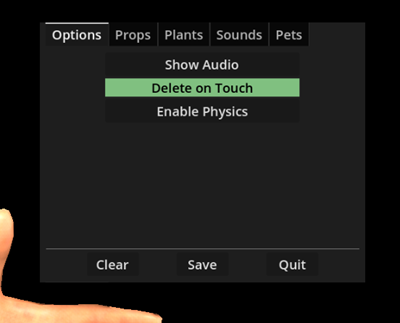 Options Props Plants Sounds Pets
Show Audio
Delete on Touch
Enable Physics
Clear Save Quit